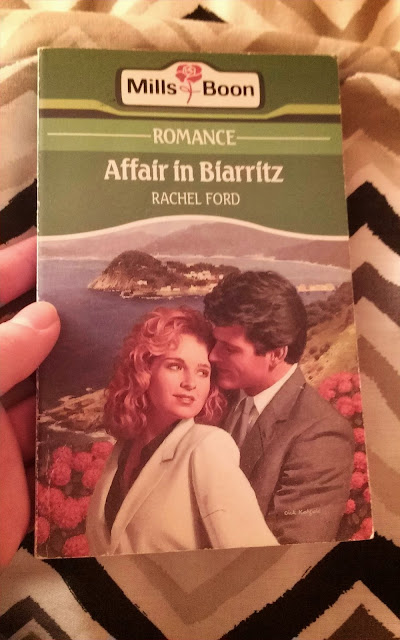 Mills Boon
ROMANCE
Affair in Biarritz
RACHEL FORD